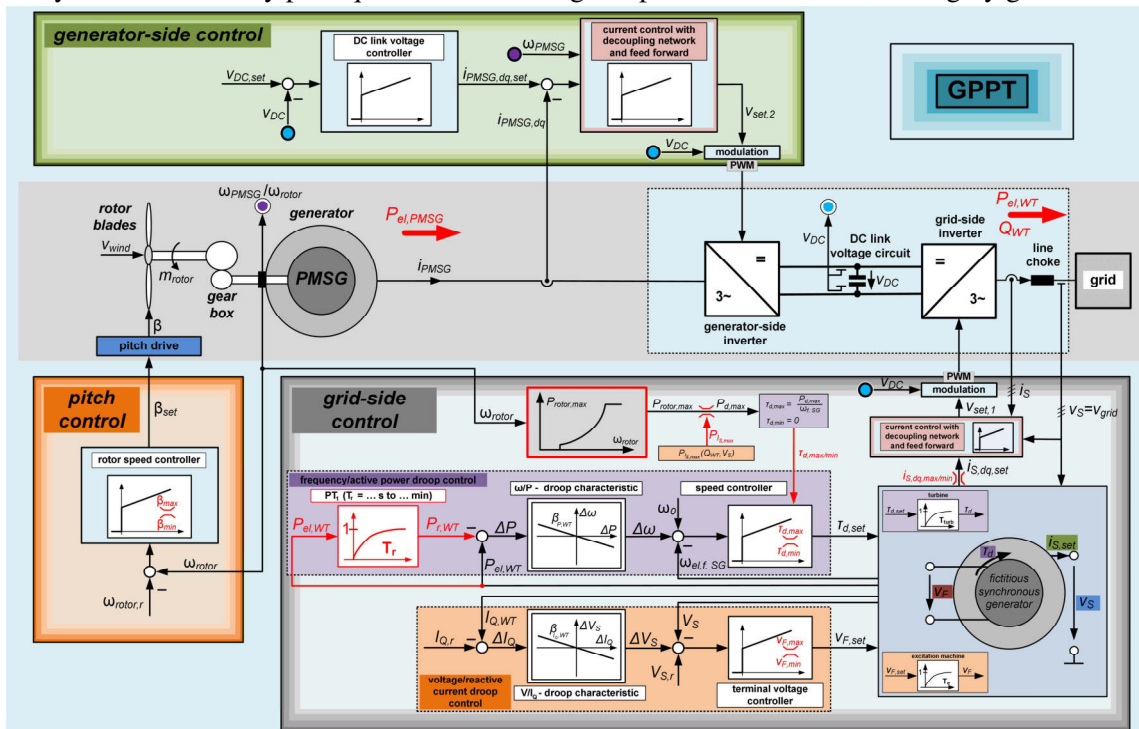 generator-side control
DC link voltage
controller
ωPMSG
current control with
decoupling network
and feed forward
GPPT
vDC,set
vDC
iPMSG,dq,set
iPMSG,dq
vset.2
vDC
modulation
PWM
ωPMSG/ωrotor
rotor
blades
generator
Pel,PMSG
vwind
mrotor
gear
box
PMSG
iPMSG
=
3~
generator-side
inverter
vDC
DC link
voltage circuit
vDC
grid-side
inverter
=
3~
Pel,WT
QWT
line
choke
grid
β
pitch drive
pitch
control
βset
rotor speed controller
βmax
βmin
ωrotor
ωrotor,r
grid-side
control
ωrotor
Protor,max
ωrotor
Protor,max
Pd,max
PIS,max
PIS,max(QWT,VS)
τd,max = Pd,max
ωf. SG
τd,min = 0
τd,max/min
vDC
PWM
modulation
vset,1
iS
vS=vgrid
current control with
decoupling network
and feed forward
iS,dq,max/min
iS,dq,set
frequency/active power droop control
PT1 (Tr = ... s to ... min)
ω/P - droop characteristic
speed controller
Pel,WT
1
Tr
Pr,WT
ΔP
Pel,WT
βP,WT
Δω
ΔP
Δω
ω0
ωel,f. SG
τd,max
τd,min
τd,set
turbine
τd,set
1
Tturb
τd
iS,set
τd
fictitious
synchronous
generator
VF
VS
excitation machine
VF,set
1
VF
IQ,r
IQ,WT
ΔIQ
βIQ,WT
ΔVS
ΔIQ
ΔVS
VS
VS,r
VF,max
VF,min
VF,set
voltage/reactive
current droop
control
V/IQ - droop characteristic
terminal voltage
controller